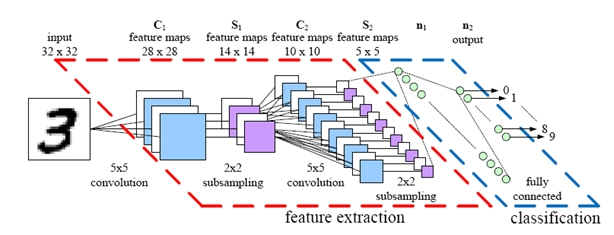 input
32 x 32
C1
feature maps
28 x 28
S1
feature maps
14 x 14
C2
feature maps
10 x 10
S2
feature maps
5 x 5
n1
n2
output
3
0
1
8
9
5x5
convolution
2x2
subsampling
5x5
convolution
2x2
subsampling
fully
connected
feature extraction
classification